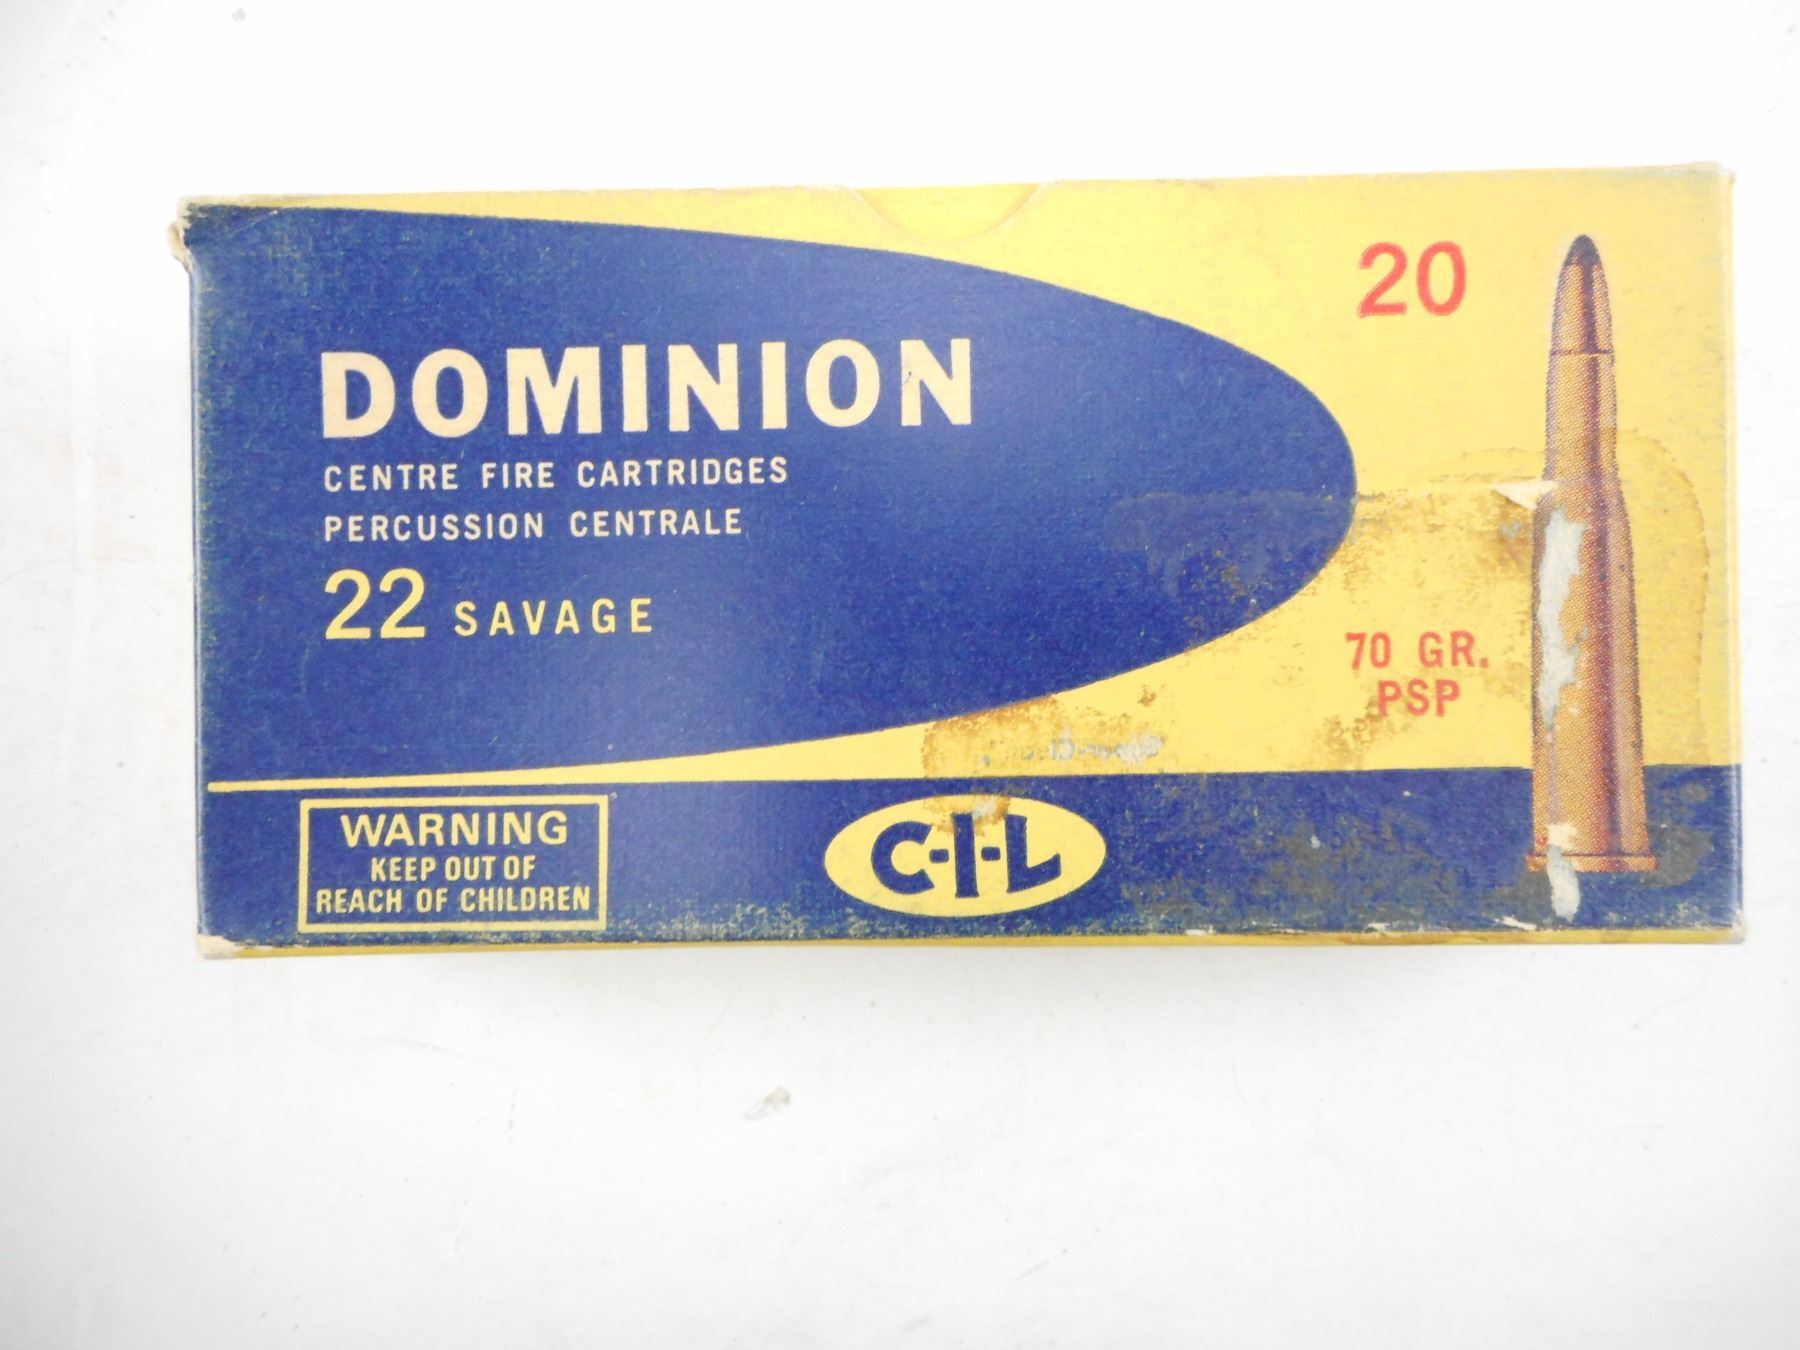 DOMINION
CENTRE FIRE CARTRIDGES
PERCUSSION CENTRALE
22 SAVAGE
20
70 GR.
PSP
WARNING
KEEP OUT OF
REACH OF CHILDREN
C-I-L